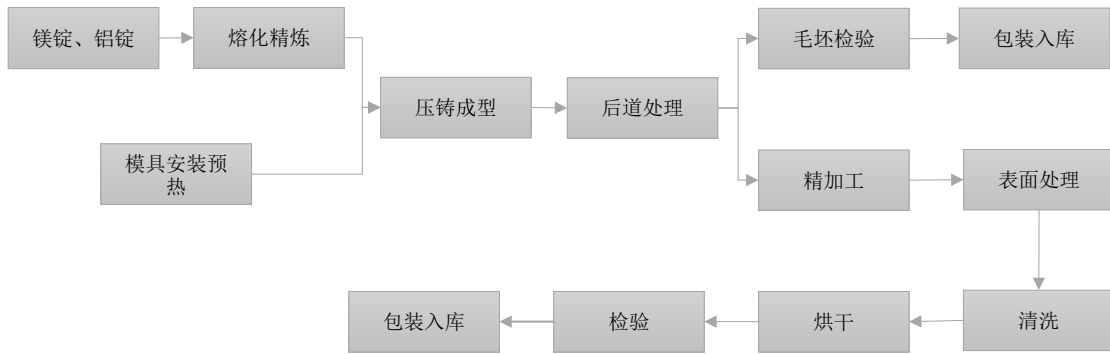 镁锭、铝锭
熔化精炼
模具安装预
热
压铸成型
后道处理
毛坯检验
包装入库
精加工
表面处理
清洗
烘干
检验
包装入库